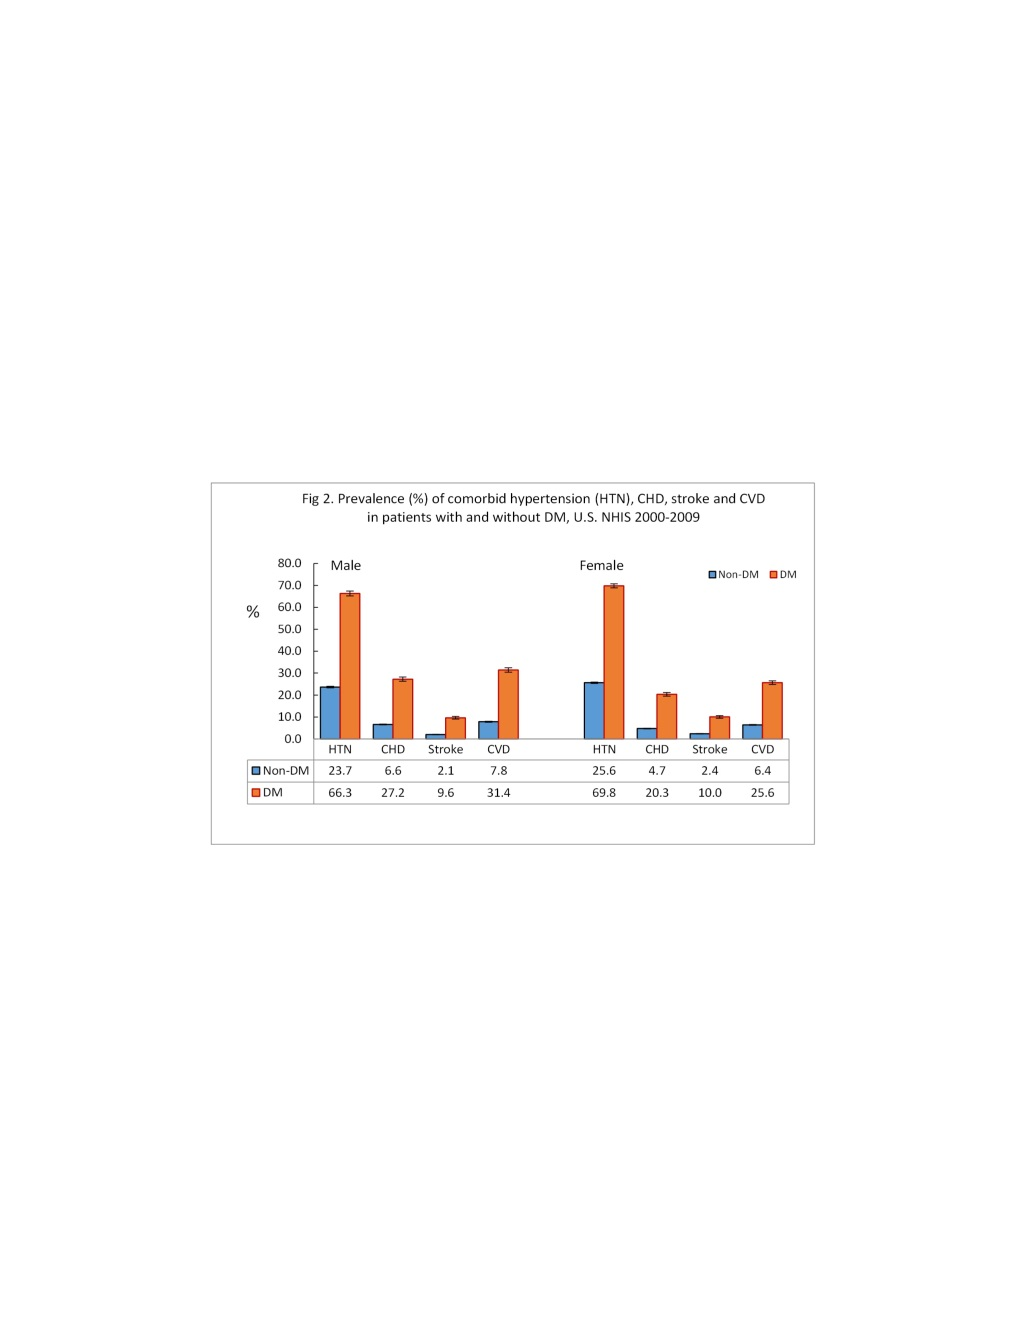 Fig 2. Prevalence (%) of comorbid hypertension (HTN), CHD, stroke and CVD
in patients with and without DM, U.S. NHIS 2000-2009
Male
Female
Non-DM DM
%
80.0
70.0
60.0
50.0
40.0
30.0
20.0
10.0
0.0
HTN CHD Stroke CVD HTN CHD Stroke CVD
Non-DM 23.7 6.6 2.1 7.8 25.6 4.7 2.4 6.4
DM 66.3 27.2 9.6 31.4 69.8 20.3 10.0 25.6